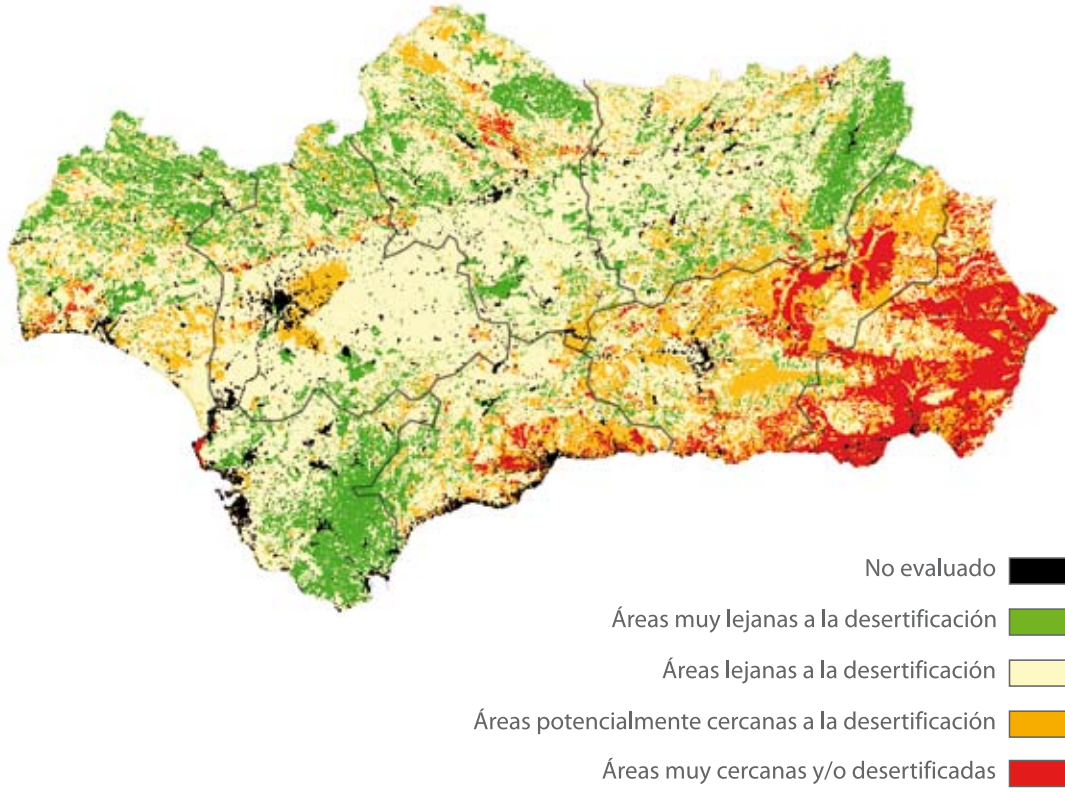 No evaluado
Áreas muy lejanas a la desertificación
Áreas lejanas a la desertificación
Áreas potencialmente cercanas a la desertificación
Áreas muy cercanas y/o desertificadas